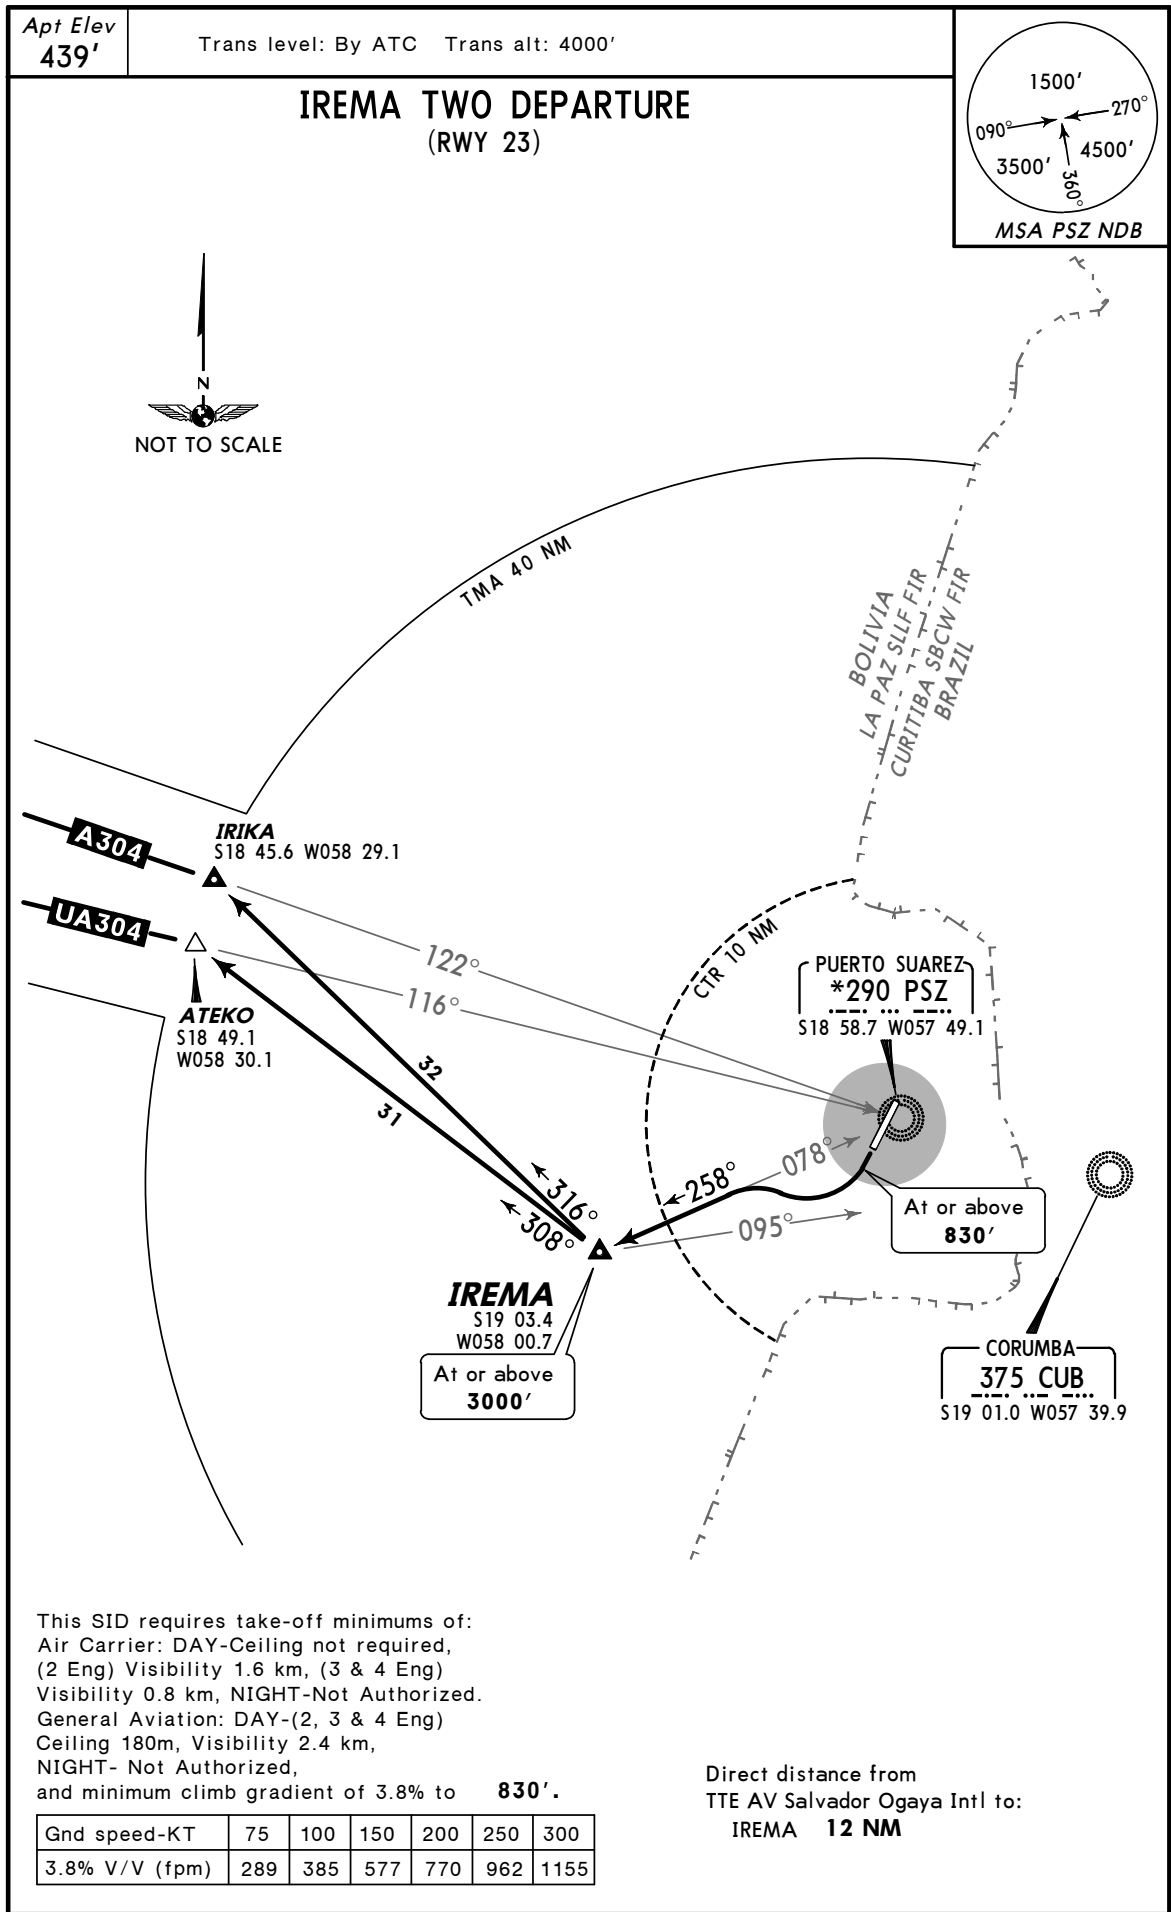 Apt Elev
439'
Trans level: By ATC Trans alt: 4000'
IREMA TWO DEPARTURE
(RWY 23)
1500'
090°
270°
3500'
4500'
360°
MSA PSZ NDB
N
NOT TO SCALE
TMA 40 NM
BOLIVIA
LA PAZ SLLF FIR
CURITIBA SBCW FIR
BRAZIL
A304
IRIKA
S18 45.6 W058 29.1
UA304
ATEKO
S18 49.1
W058 30.1
122°
116°
CTR 10 NM
PUERTO SUAREZ
*290 PSZ
S18 58.7 W057 49.1
32
31
316°
308°
258°
078°
095°
At or above
830'
IREMA
S19 03.4
W058 00.7
At or above
3000'
CORUMBA
375 CUB
S19 01.0 W057 39.9
This SID requires take-off minimums of:
Air Carrier: DAY-Ceiling not required,
(2 Eng) Visibility 1.6 km, (3 & 4 Eng)
Visibility 0.8 km, NIGHT-Not Authorized.
General Aviation: DAY-(2, 3 & 4 Eng)
Ceiling 180m, Visibility 2.4 km,
NIGHT- Not Authorized,
and minimum climb gradient of 3.8% to 830'.
Gnd speed-KT 75 100 150 200 250 300
3.8% V/V (fpm) 289 385 577 770 962 1155
Direct distance from
TTE AV Salvador Ogaya Intl to:
IREMA 12 NM